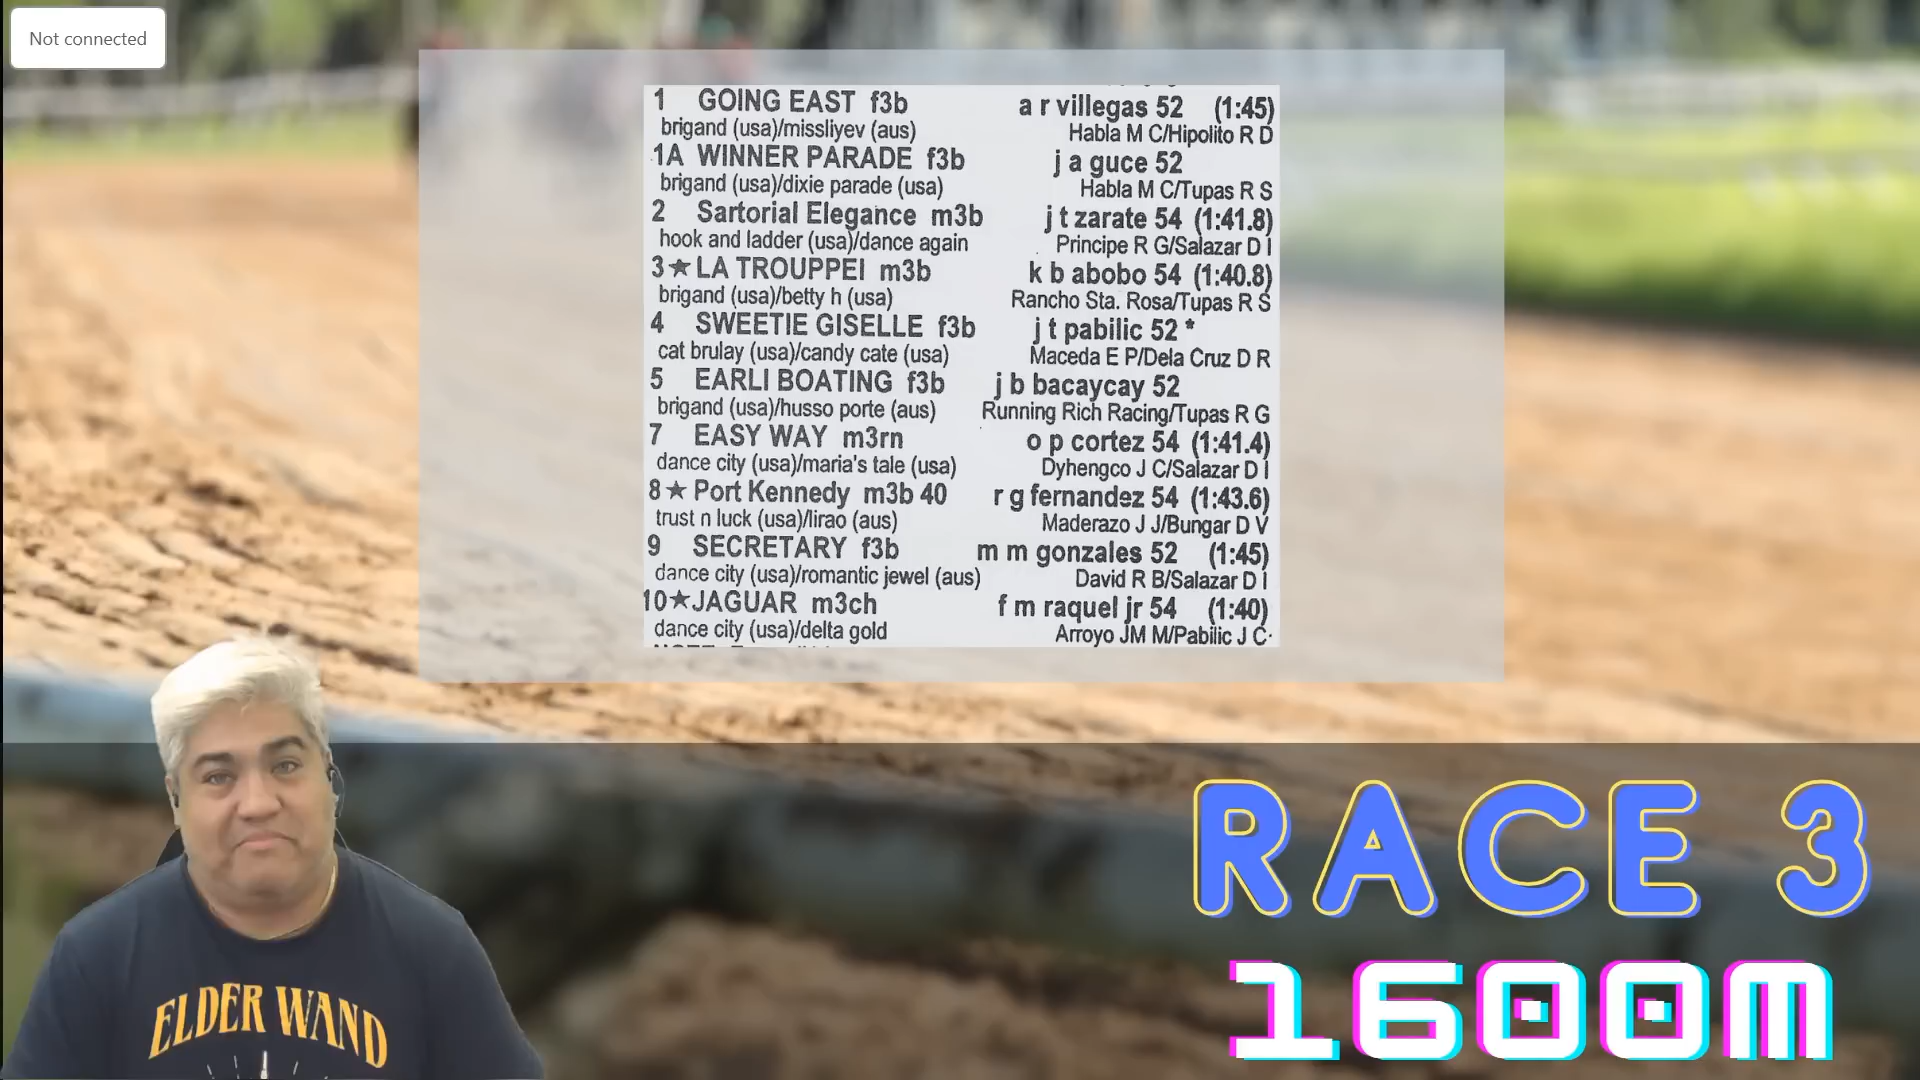 Not connected
1 GOING EAST f3b a r villegas 52 (1:45)
brigand (usa)/missliyev (aus) Habla M C/Hipolito R D
1A WINNER PARADE f3b j a guce 52
brigand (usa)/dixie parade (usa) Habla M C/Tupas R S
2 Sartorial Elegance m3b j t zarate 54 (1:41.8)
hook and ladder (usa)/dance again Principe R G/Salazar D I
3★LA TROUPPEI m3b k b abobo 54 (1:40.8)
brigand (usa)/betty h (usa) Rancho Sta. Rosa/Tupas R S
4 SWEETIE GISELLE f3b j t pabilic 52 *
cat brulay (usa)/candy cate (usa) Maceda E P/Dela Cruz D R
5 EARLI BOATING f3b j b bacaycay 52
brigand (usa)/husso porte (aus) Running Rich Racing/Tupas R G
7 EASY WAY m3rn o p cortez 54 (1:41.4)
dance city (usa)/maria's tale (usa) Dyhengco J C/Salazar D I
8★ Port Kennedy m3b 40 r g fernandez 54 (1:43.6)
trust n luck (usa)/lirao (aus) Maderazo J J/Bungar D V
9 SECRETARY f3b m m gonzales 52 (1:45)
dance city (usa)/romantic jewel (aus) David R B/Salazar D I
10★JAGUAR m3ch f m raquel jr 54 (1:40)
dance city (usa)/delta gold Arroyo JM M/Pabilic J C
RACE 3
1600M
ELDER WAND